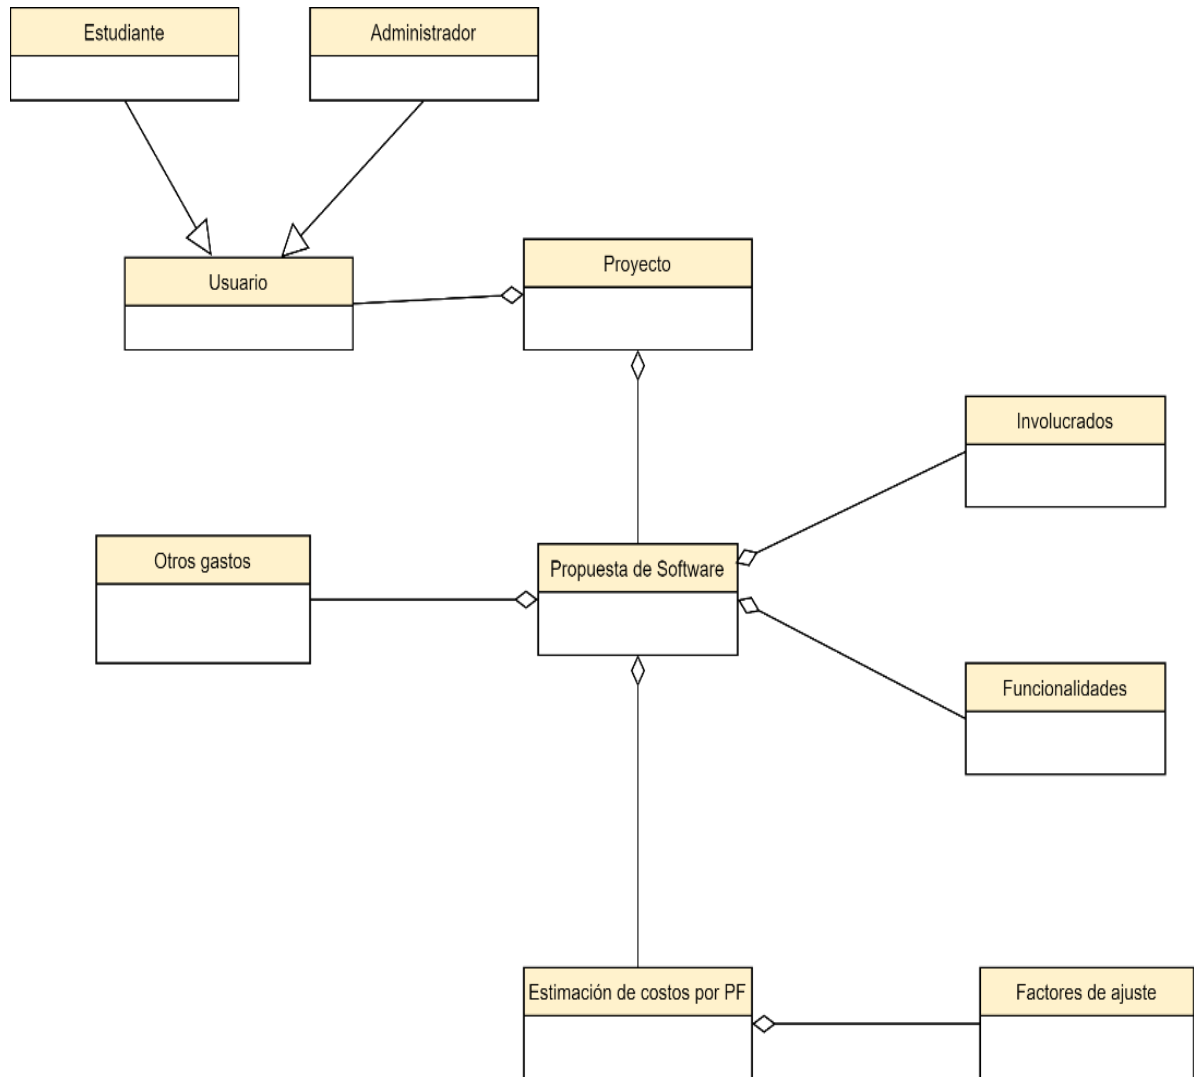 Estudiante
Administrador
Usuario
Proyecto
Involucrados
Otros gastos
Propuesta de Software
Funcionalidades
Estimación de costos por PF
Factores de ajuste